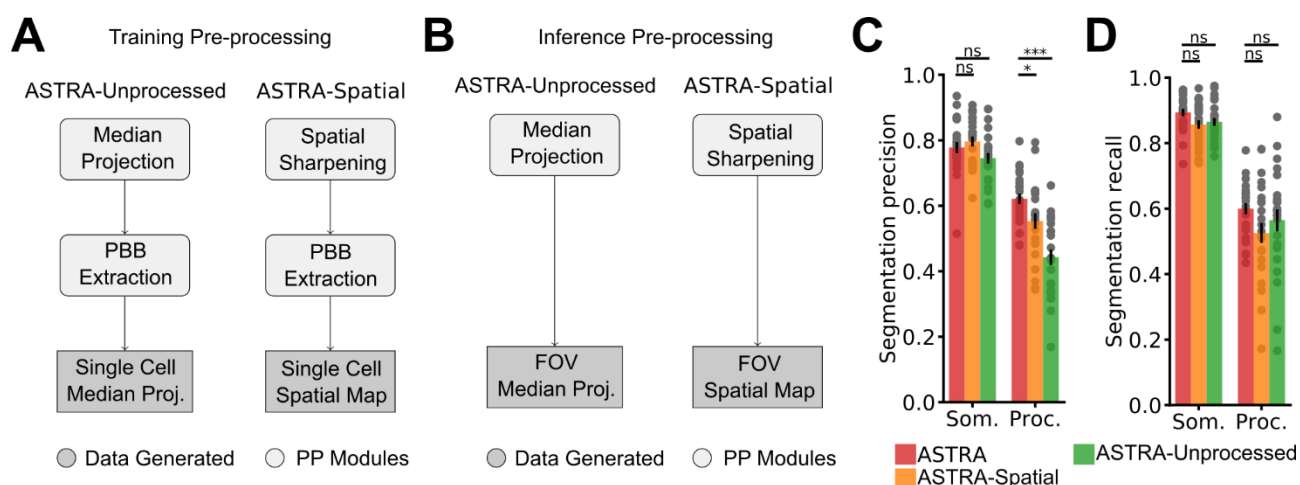 A
Training Pre-processing
ASTRA-Unprocessed
ASTRA-Spatial
Median
Projection
Spatial
Sharpening
PBB
Extraction
PBB
Extraction
Single Cell
Median Proj.
Single Cell
Spatial Map
Data Generated
PP Modules
B
Inference Pre-processing
ASTRA-Unprocessed
ASTRA-Spatial
Median
Projection
Spatial
Sharpening
FOV
Median Proj.
FOV
Spatial Map
Data Generated
PP Modules
C
ns
ns
***
*
Segmentation precision
1.0
0.8
0.6
0.4
0.2
0.0
Som.
Proc.
D
ns
ns
ns
ns
Segmentation recall
1.0
0.8
0.6
0.4
0.2
0.0
Som.
Proc.
ASTRA
ASTRA-Spatial
ASTRA-Unprocessed